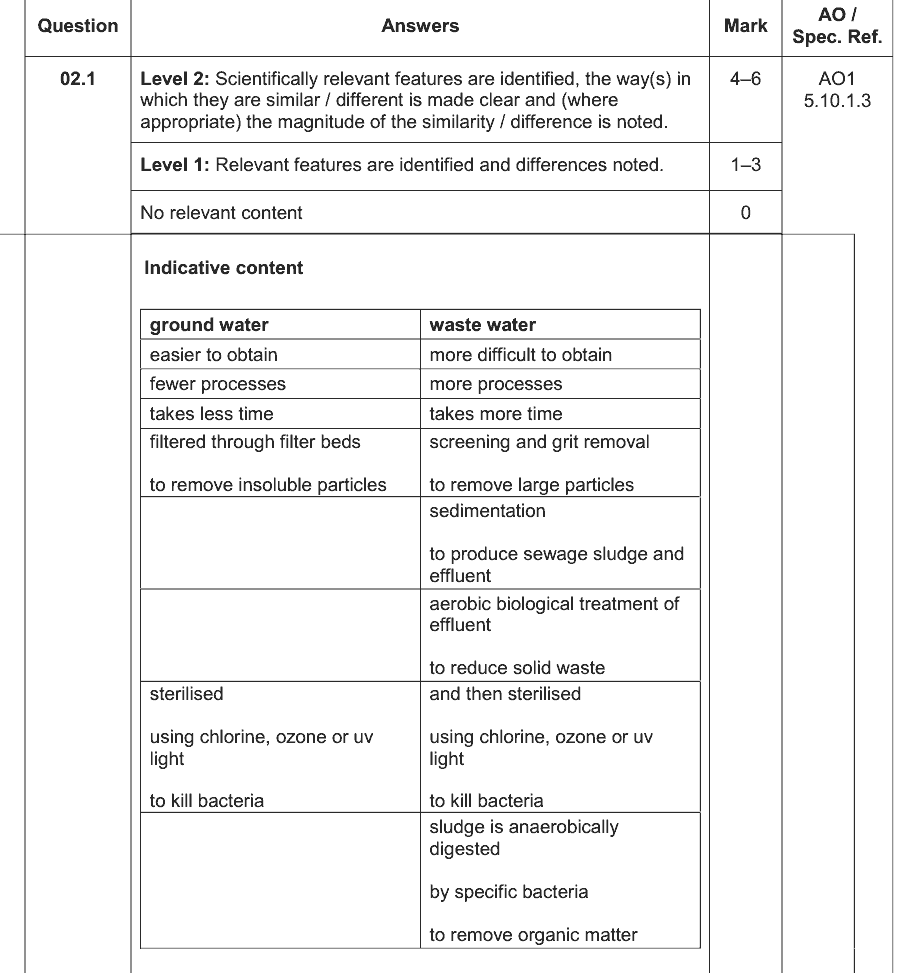 Question Answers Mark AO /
Spec. Ref.
02.1 Level 2: Scientifically relevant features are identified, the way(s) in 4–6 AO1
which they are similar / different is made clear and (where 5.10.1.3
appropriate) the magnitude of the similarity / difference is noted.
Level 1: Relevant features are identified and differences noted. 1–3
No relevant content 0
Indicative content
ground water waste water
easier to obtain more difficult to obtain
fewer processes more processes
takes less time takes more time
filtered through filter beds screening and grit removal
to remove insoluble particles to remove large particles
sedimentation
to produce sewage sludge and
effluent
aerobic biological treatment of
effluent
to reduce solid waste
sterilised and then sterilised
using chlorine, ozone or uv using chlorine, ozone or uv
light light
to kill bacteria to kill bacteria
sludge is anaerobically
digested
by specific bacteria
to remove organic matter